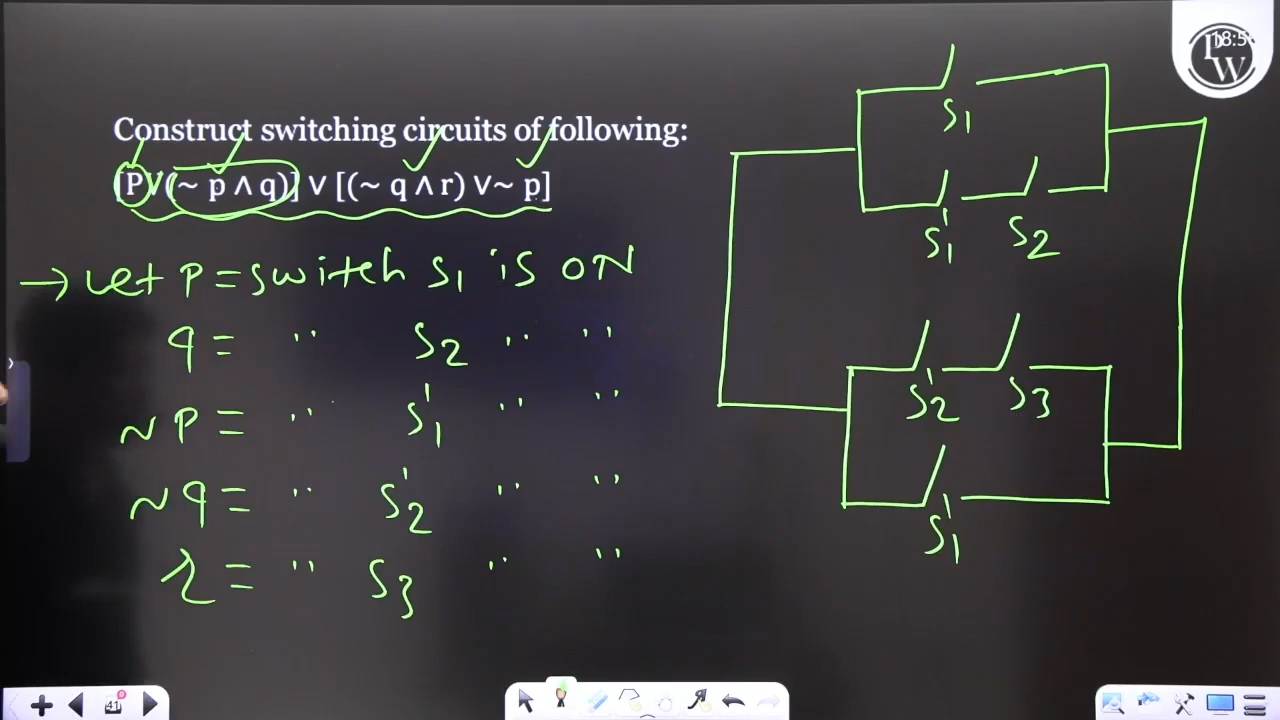 Construct switching circuits of following:
[P∨(~ p ∧ q)] ∨ [(~ q ∧ r) ∨~ p]
→ Let P = switch S₁ is ON
q = " S₂ " "
~ P = " S₁' " "
~ q = " S₂' " "
r = " S₃ " "
S₁
S₁' S₂
S₂' S₃
S₁'
P
W
41